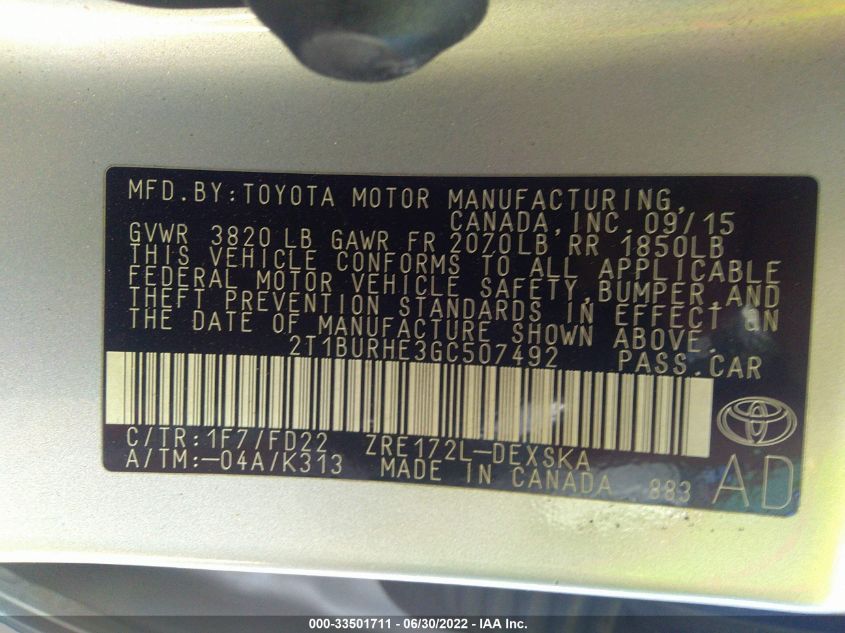 MFD.BY:TOYOTA MOTOR MANUFACTURING,
CANADA,INC. 09/15
GVWR 3820 LB GAWR FR 2070LB RR 1850LB
THIS VEHICLE CONFORMS TO ALL APPLICABLE
FEDERAL MOTOR VEHICLE SAFETY,BUMPER,AND
THEFT PREVENTION STANDARDS IN EFFECT ON
THE DATE OF MANUFACTURE SHOWN ABOVE.
2T1BURHE3GC507492 PASS.CAR
C/TR:1F7/FD22 ZRE172L-DEXSKA
A/TM:-04A/K313 MADE IN CANADA 883 AD
000-33501711 - 06/30/2022 - IAA Inc.